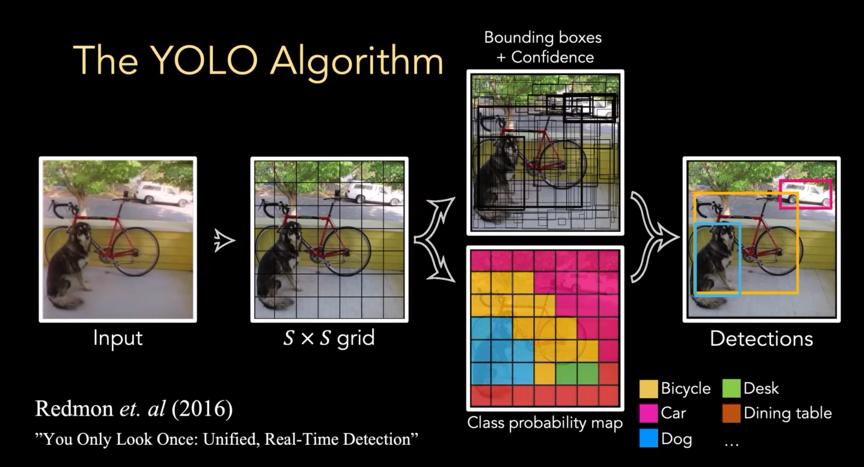 The YOLO Algorithm
Bounding boxes
+ Confidence
Input
S × S grid
Class probability map
Detections
Bicycle
Desk
Car
Dining table
Dog
...
Redmon et. al (2016)
”You Only Look Once: Unified, Real-Time Detection”